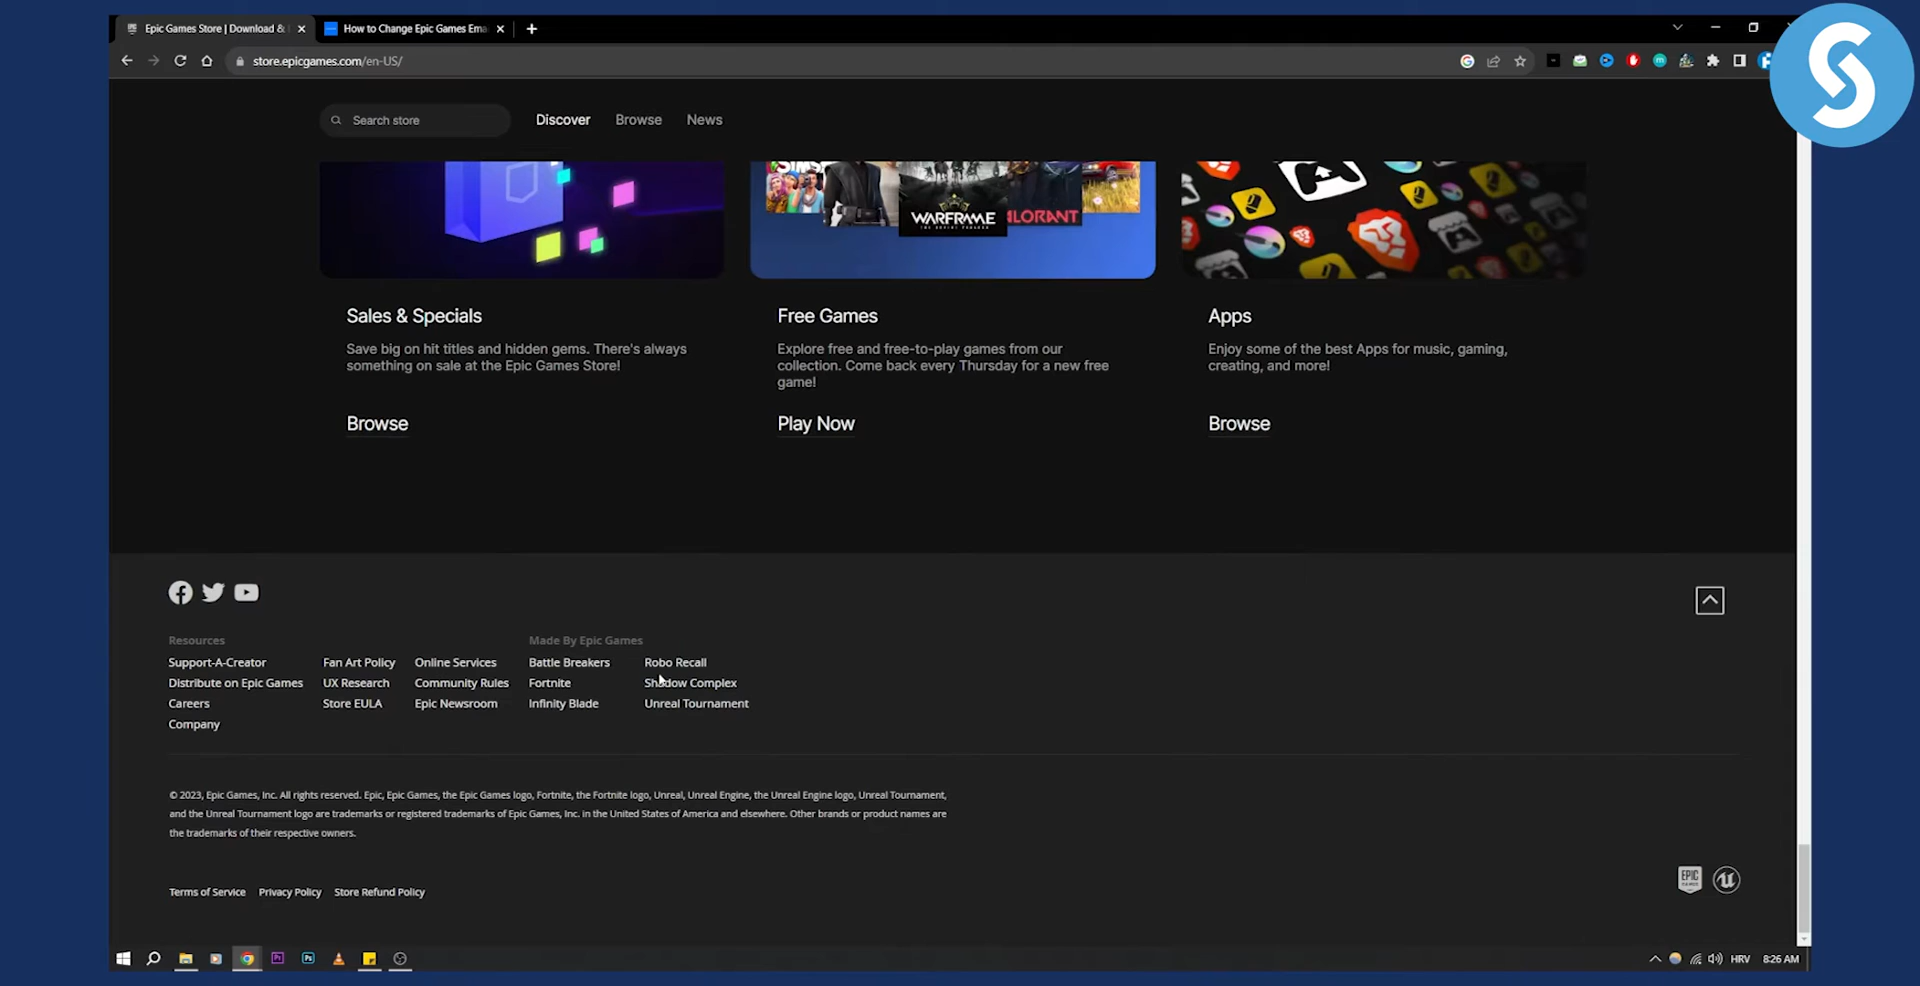 Epic Games Store | Download &
How to Change Epic Games Ema
store.epicgames.com/en-US/
Search store
Discover
Browse
News
WARFRAME
LORANT
Sales & Specials
Save big on hit titles and hidden gems. There's always
something on sale at the Epic Games Store!
Browse
Free Games
Explore free and free-to-play games from our
collection. Come back every Thursday for a new free
game!
Play Now
Apps
Enjoy some of the best Apps for music, gaming,
creating, and more!
Browse
Resources
Support-A-Creator
Distribute on Epic Games
Careers
Company
Fan Art Policy
UX Research
Store EULA
Online Services
Community Rules
Epic Newsroom
Made By Epic Games
Battle Breakers
Fortnite
Infinity Blade
Robo Recall
Shadow Complex
Unreal Tournament
© 2023, Epic Games, Inc. All rights reserved. Epic, Epic Games, the Epic Games logo, Fortnite, the Fortnite logo, Unreal, Unreal Engine, the Unreal Engine logo, Unreal Tournament,
and the Unreal Tournament logo are trademarks or registered trademarks of Epic Games, Inc. in the United States of America and elsewhere. Other brands or product names are
the trademarks of their respective owners.
Terms of Service
Privacy Policy
Store Refund Policy
EPIC
HRV
8:26 AM